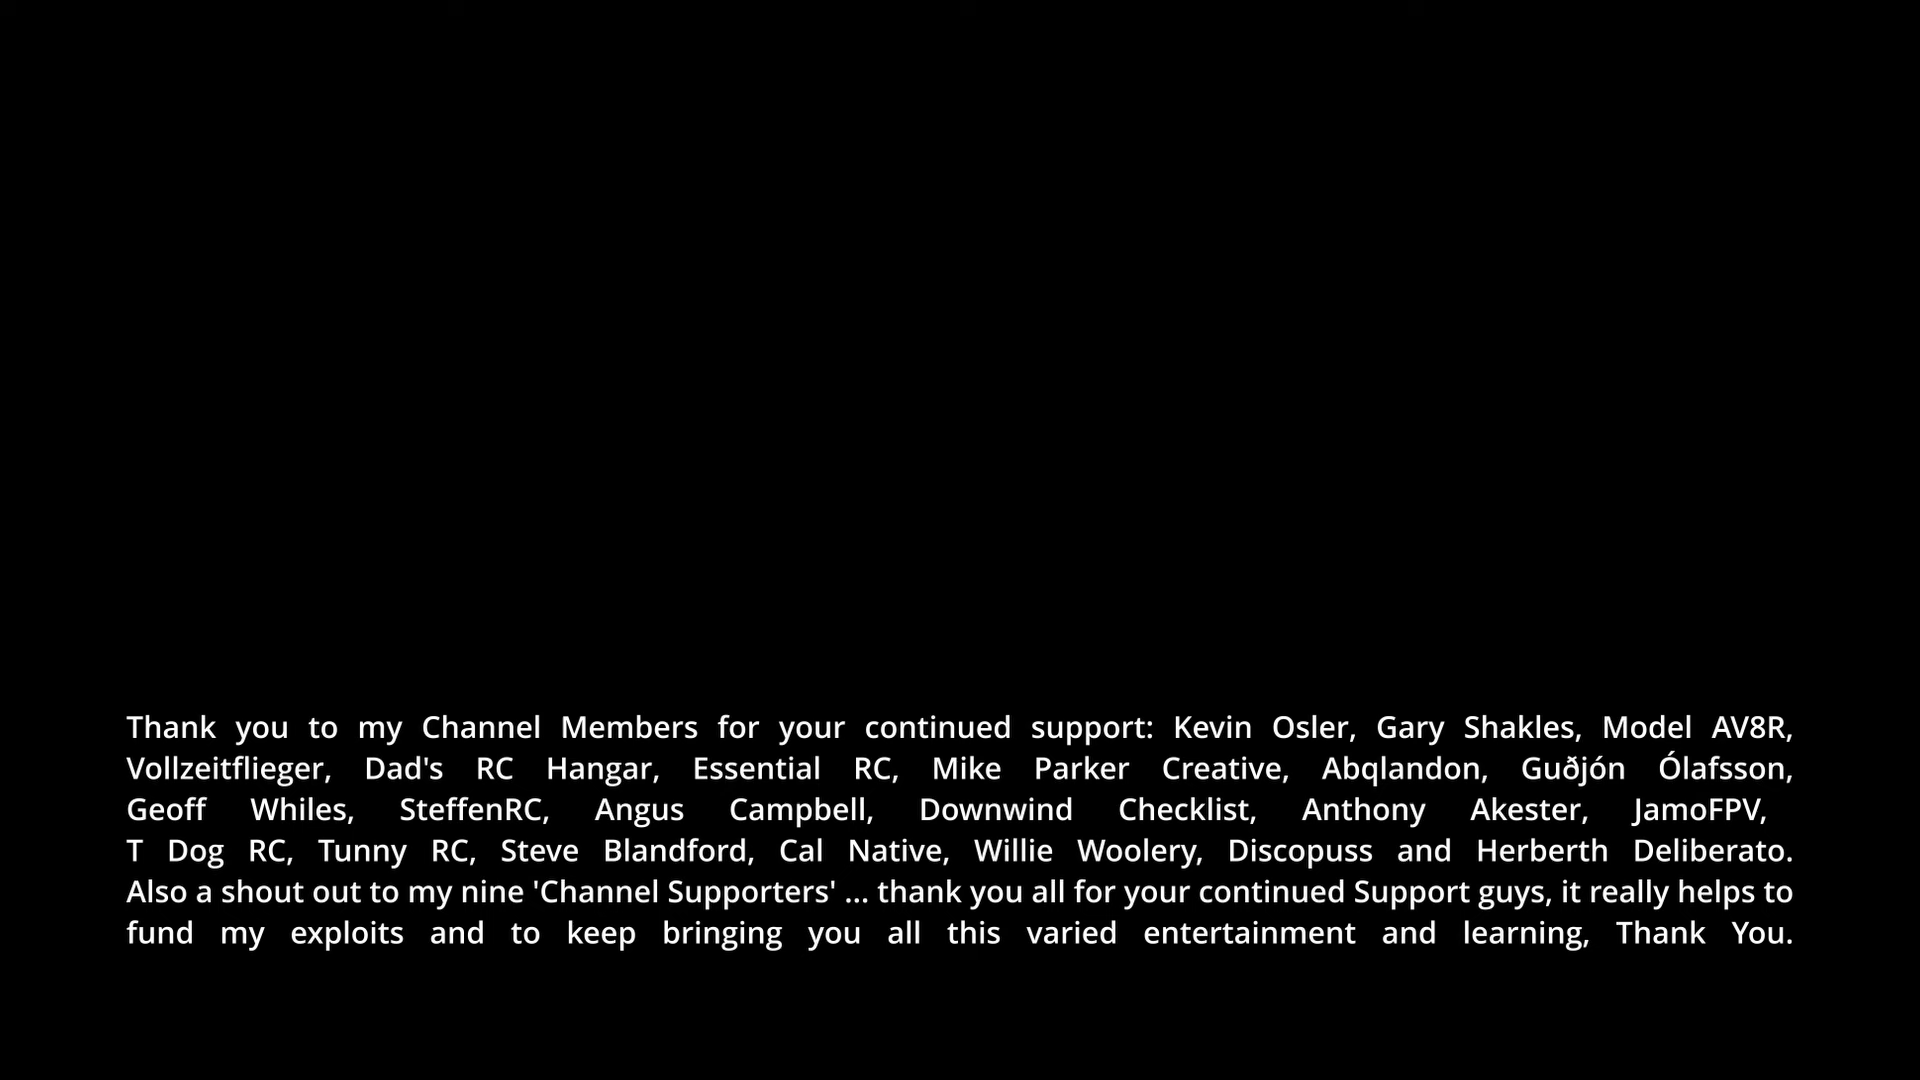 Thank you to my Channel Members for your continued support: Kevin Osler, Gary Shakles, Model AV8R,
Vollzeitflieger, Dad's RC Hangar, Essential RC, Mike Parker Creative, Abqlandon, Guðjón Ólafsson,
Geoff Whiles, SteffenRC, Angus Campbell, Downwind Checklist, Anthony Akester, JamoFPV,
T Dog RC, Tunny RC, Steve Blandford, Cal Native, Willie Woolery, Discopuss and Herberth Deliberato.
Also a shout out to my nine 'Channel Supporters' ... thank you all for your continued Support guys, it really helps to
fund my exploits and to keep bringing you all this varied entertainment and learning, Thank You.